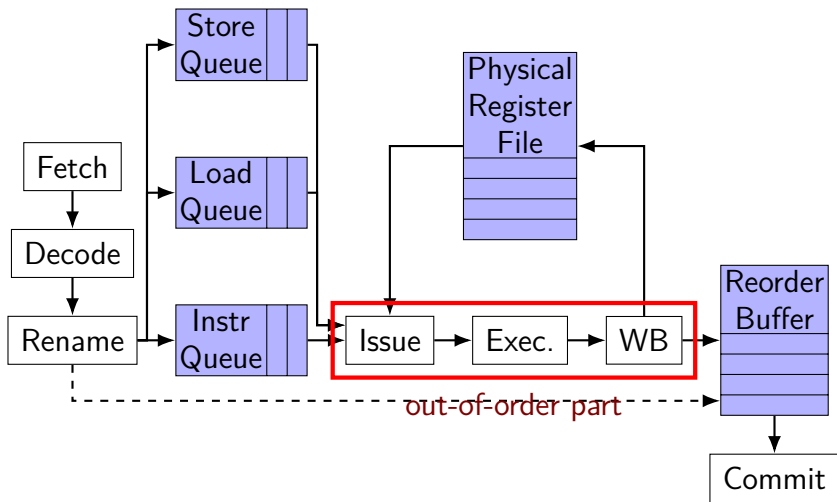 Store
Queue
Physical
Register
File
Fetch
Load
Queue
Decode
Reorder
Buffer
Rename
Instr
Queue
Issue
Exec.
WB
out-of-order part
Commit